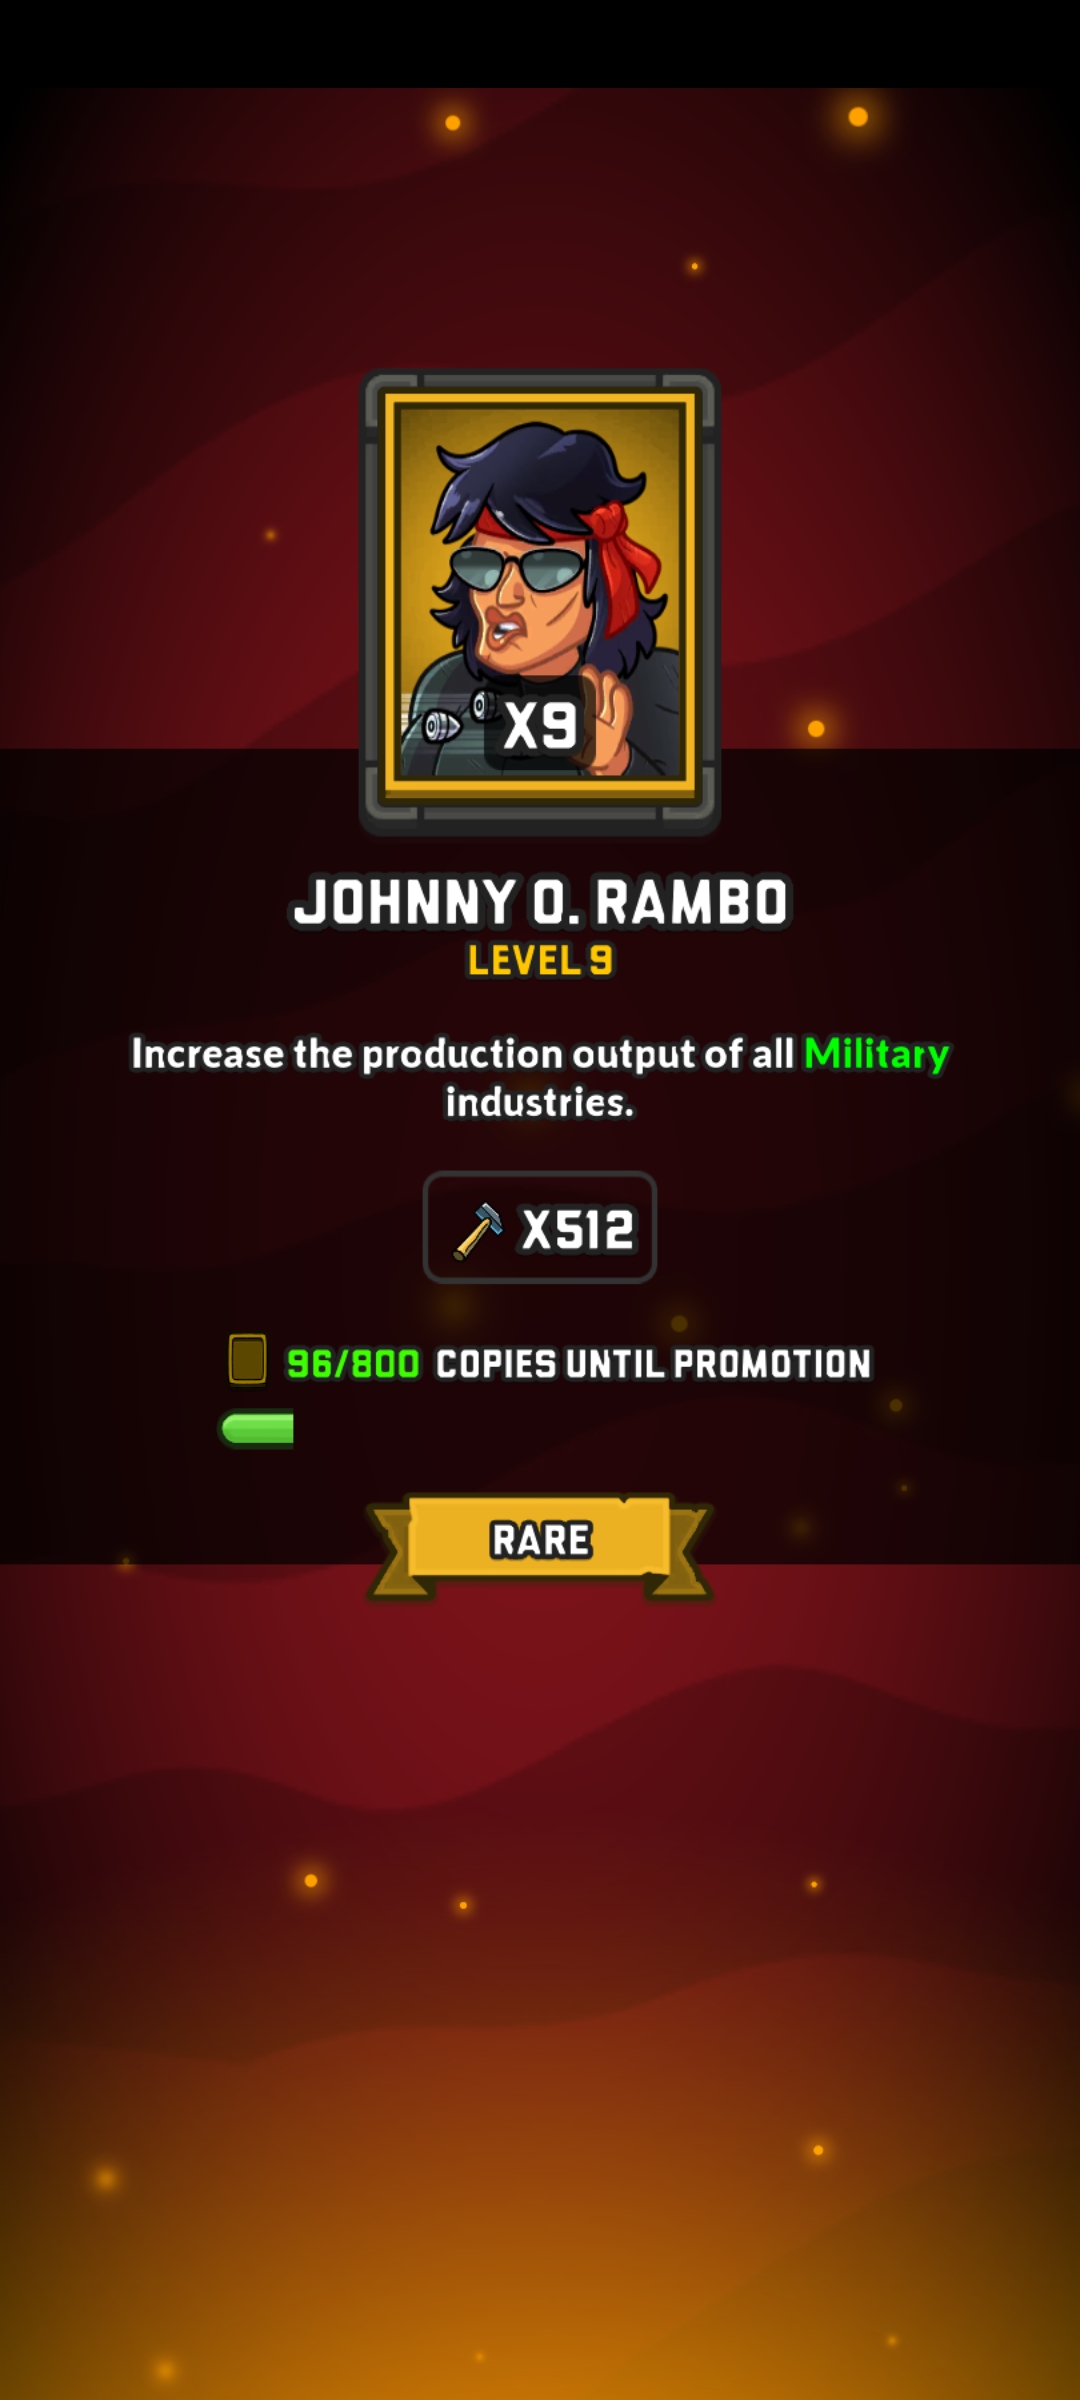 X9
JOHNNY O. RAMBO
LEVEL 9
Increase the production output of all Military
industries.
X512
96/800 COPIES UNTIL PROMOTION
RARE